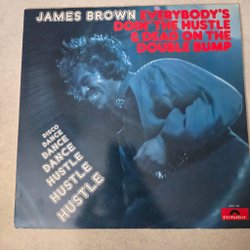 JAMES BROWN EVERYBODY'S
DOIN' THE HUSTLE
& DEAD ON THE
DOUBLE BUMP
DISCO
DANCE
DANCE
DANCE
HUSTLE
HUSTLE
HUSTLE
Polydor